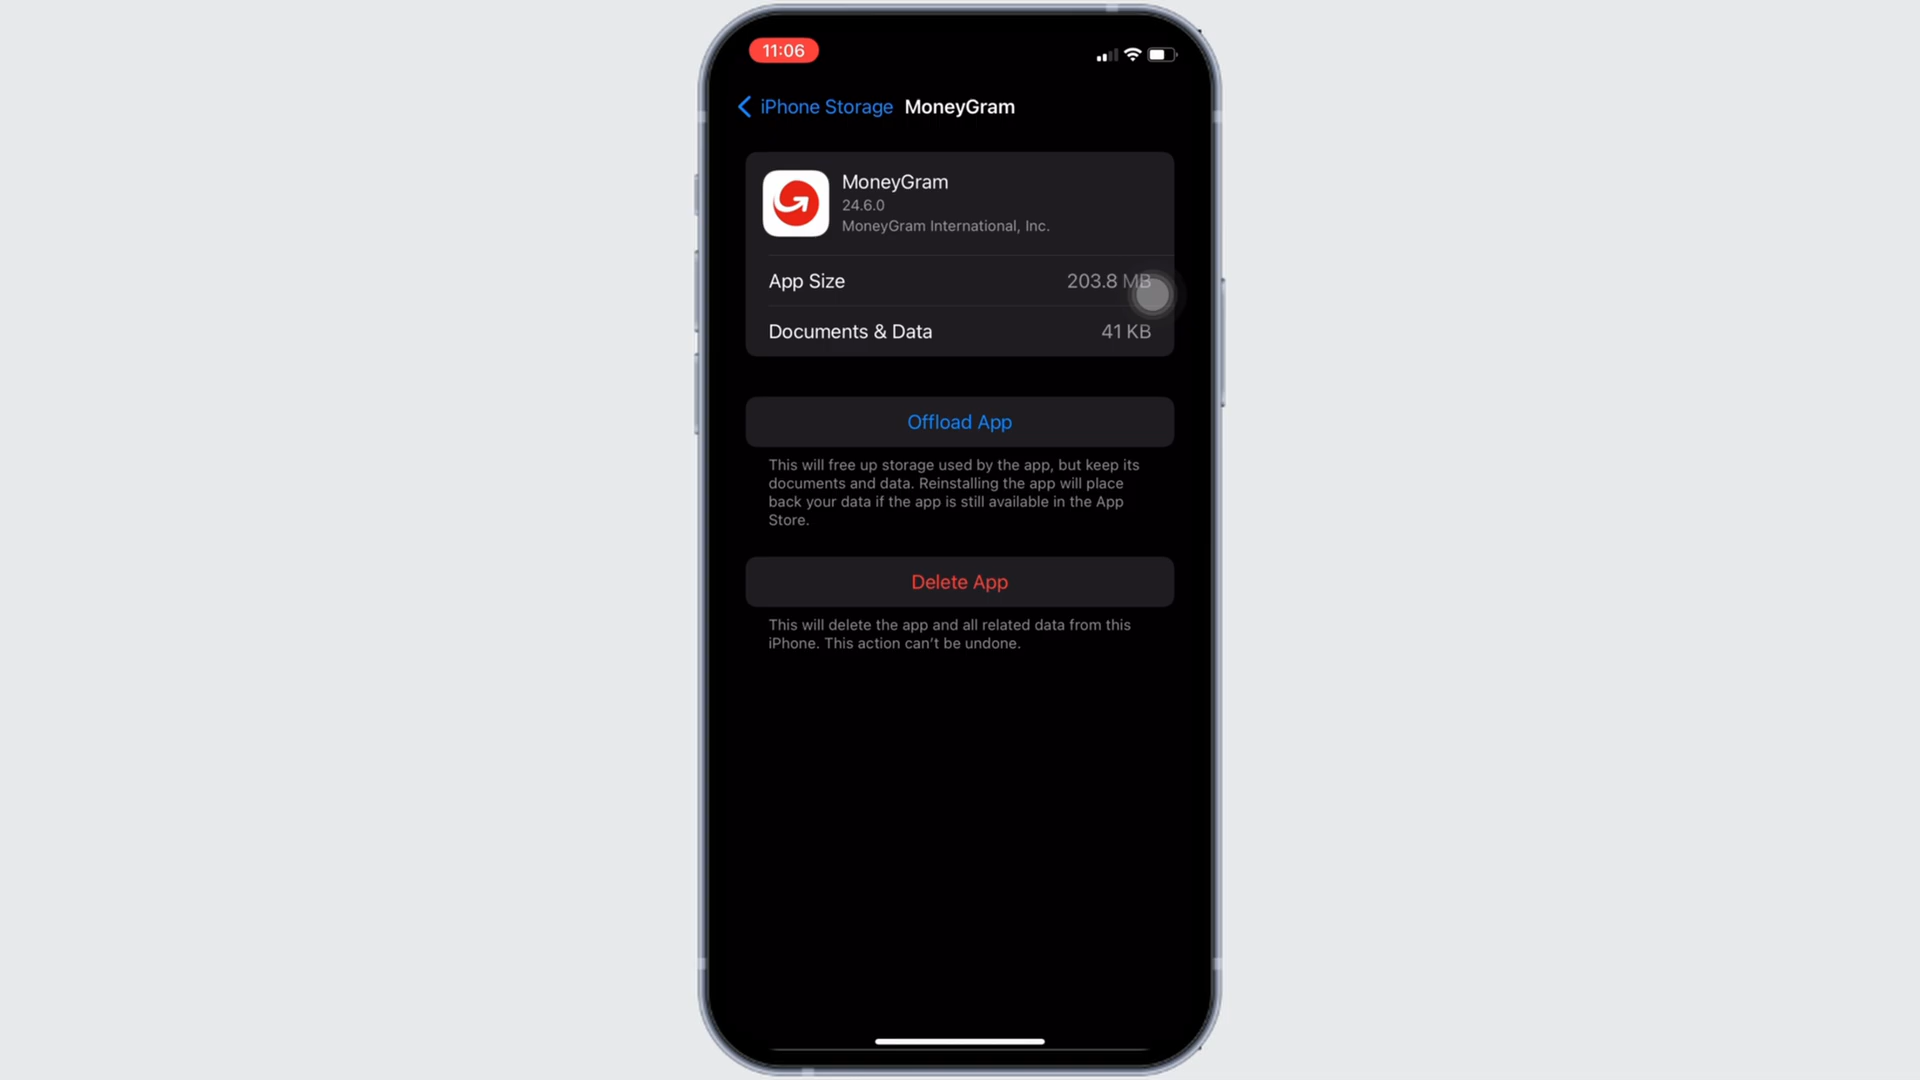 11:06
iPhone Storage MoneyGram
MoneyGram
24.6.0
MoneyGram International, Inc.
App Size 203.8 MB
Documents & Data 41 KB
Offload App
This will free up storage used by the app, but keep its
documents and data. Reinstalling the app will place
back your data if the app is still available in the App
Store.
Delete App
This will delete the app and all related data from this
iPhone. This action can't be undone.